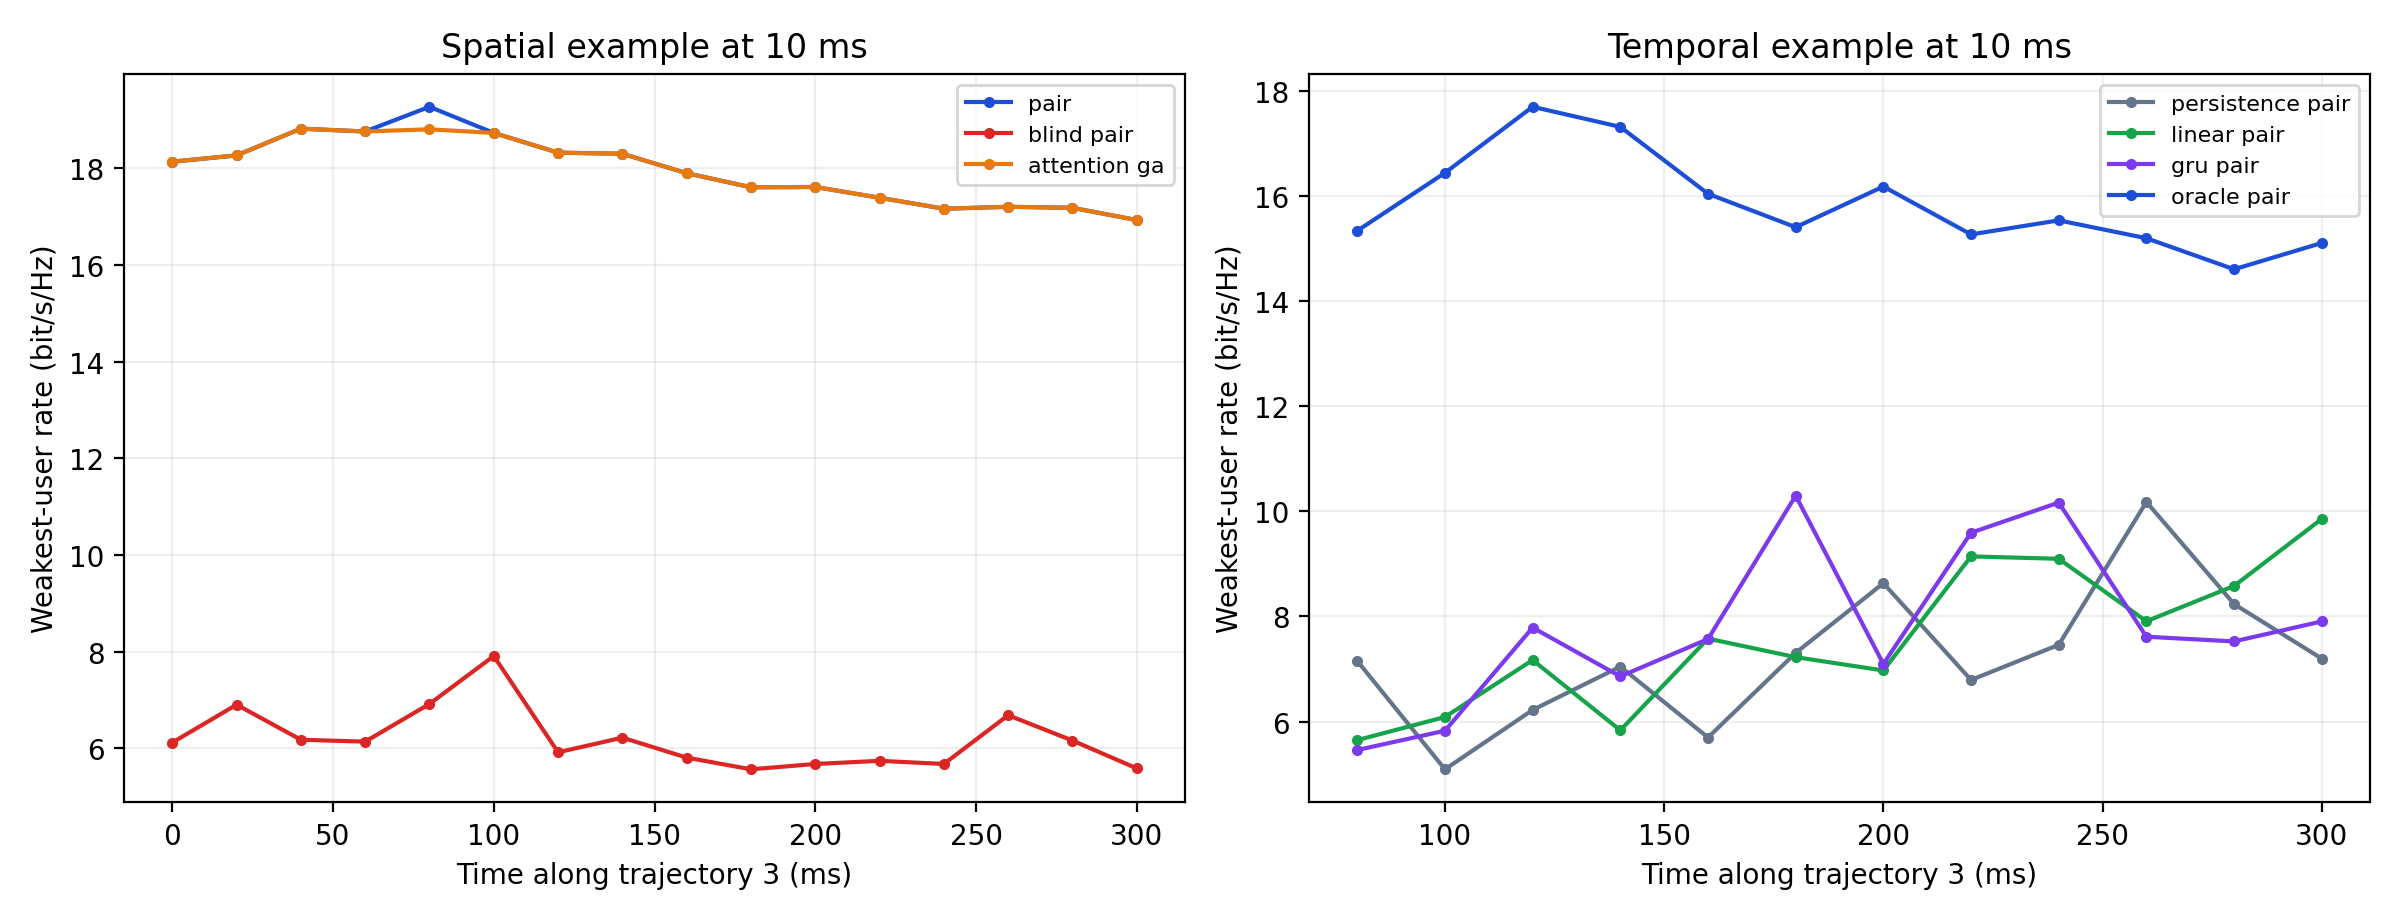 Spatial example at 10 ms
Weakest-user rate (bit/s/Hz)
18
16
14
12
10
8
6
0 50 100 150 200 250 300
Time along trajectory 3 (ms)
pair
blind pair
attention ga
Temporal example at 10 ms
Weakest-user rate (bit/s/Hz)
18
16
14
12
10
8
6
100 150 200 250 300
Time along trajectory 3 (ms)
persistence pair
linear pair
gru pair
oracle pair